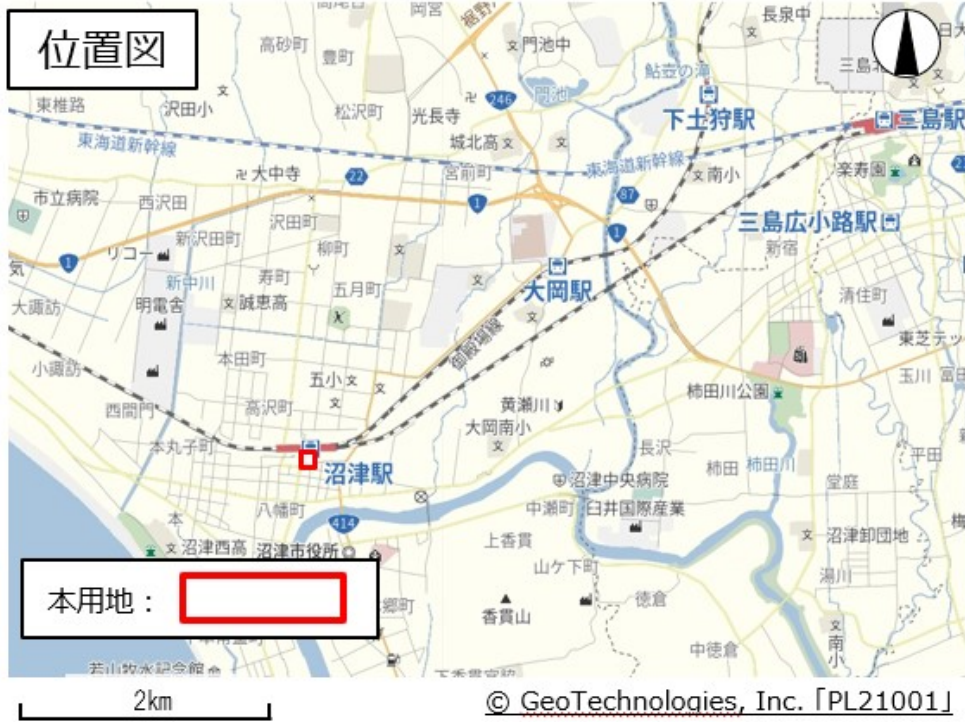 位置図
岡宮
長泉中
高砂町
豊町
門池中
246
門池
鮎壺の滝
下土狩駅
三島駅
東椎路
沢田小
松沢町
光長寺
城北高
東海道新幹線
東海道新幹線
大中寺
22
宮前町
87
南小
楽寿園
市立病院
西沢田
沢田町
1
1
三島広小路駅
新沢田町
柳町
新宿
リコー
1
新中川
寿町
五月町
大岡駅
大諏訪
明電舎
誠恵高
清住町
御殿場線
東芝テッ
小諏訪
本田町
五小
玉川
西間門
高沢町
黄瀬川
柿田川公園
大岡南小
本丸子町
長沢
沼津駅
柿田
柿田川
平田
沼津中央病院
堂庭
八幡町
414
中瀬町
臼井国際産業
沼津西高
沼津市役所
上香貫
沼津卸団地
山ケ下町
湯川
本用地：
郷町
香貫山
徳倉
中徳倉
南小
若山牧水記念館
2km
© GeoTechnologies, Inc. ｢PL21001｣